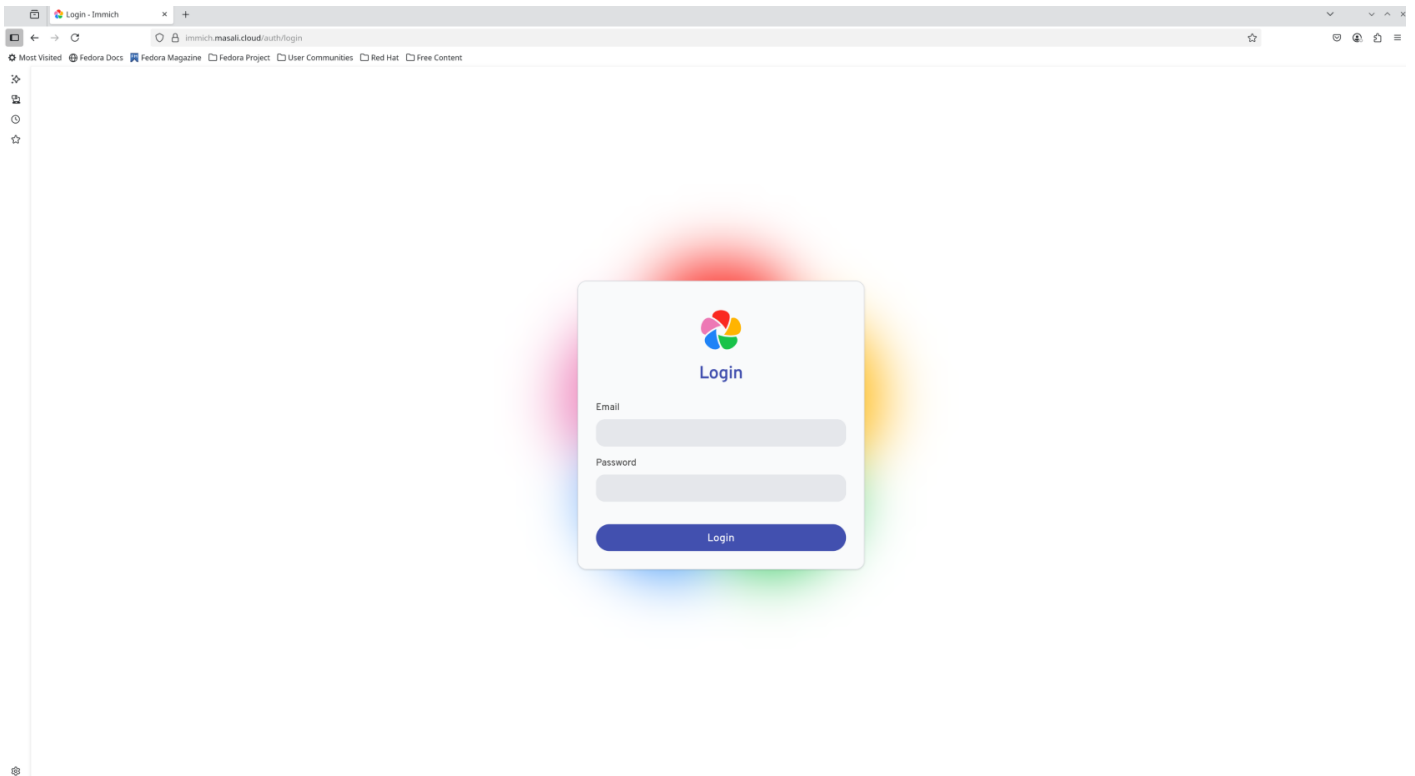 Login - Immich
immich.masali.cloud/auth/login
Most Visited Fedora Docs Fedora Magazine Fedora Project User Communities Red Hat Free Content
Login
Email
Password
Login